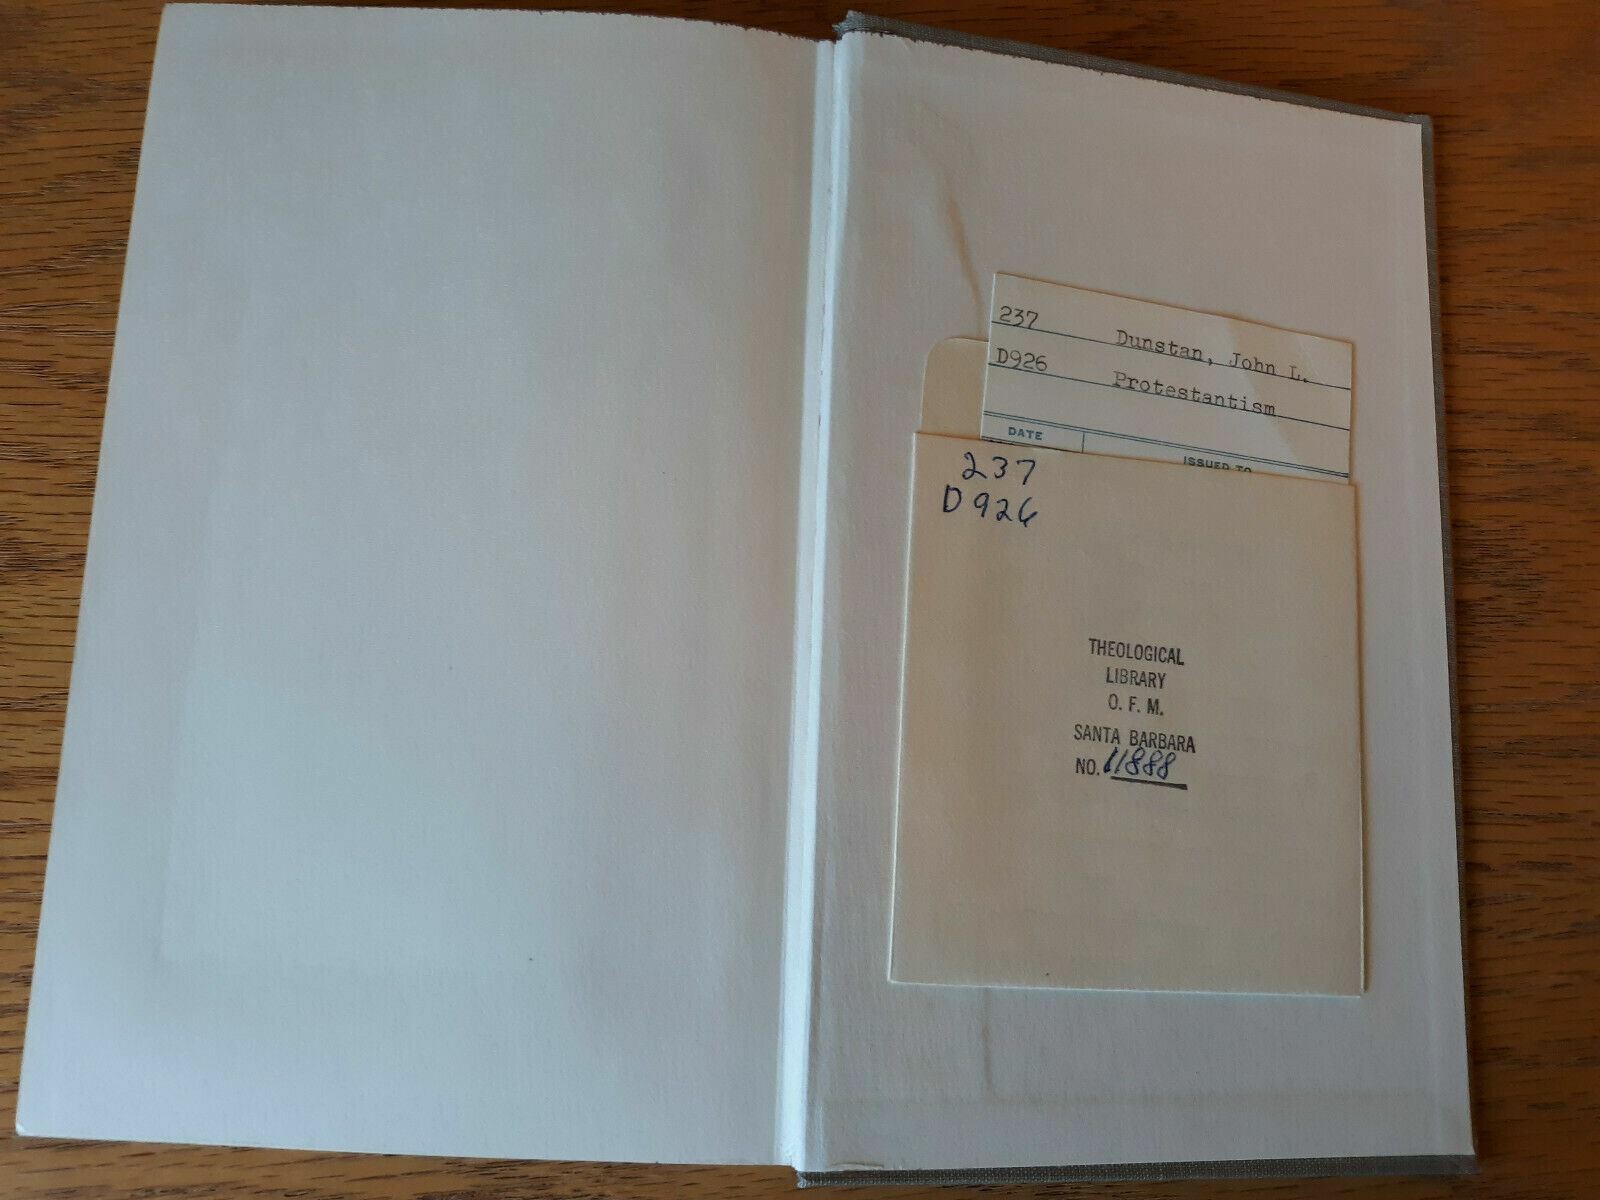 237 Dunstan, John L.
D926 Protestantism
DATE ISSUED TO
237
D926
THEOLOGICAL
LIBRARY
O. F. M.
SANTA BARBARA
NO. 11888